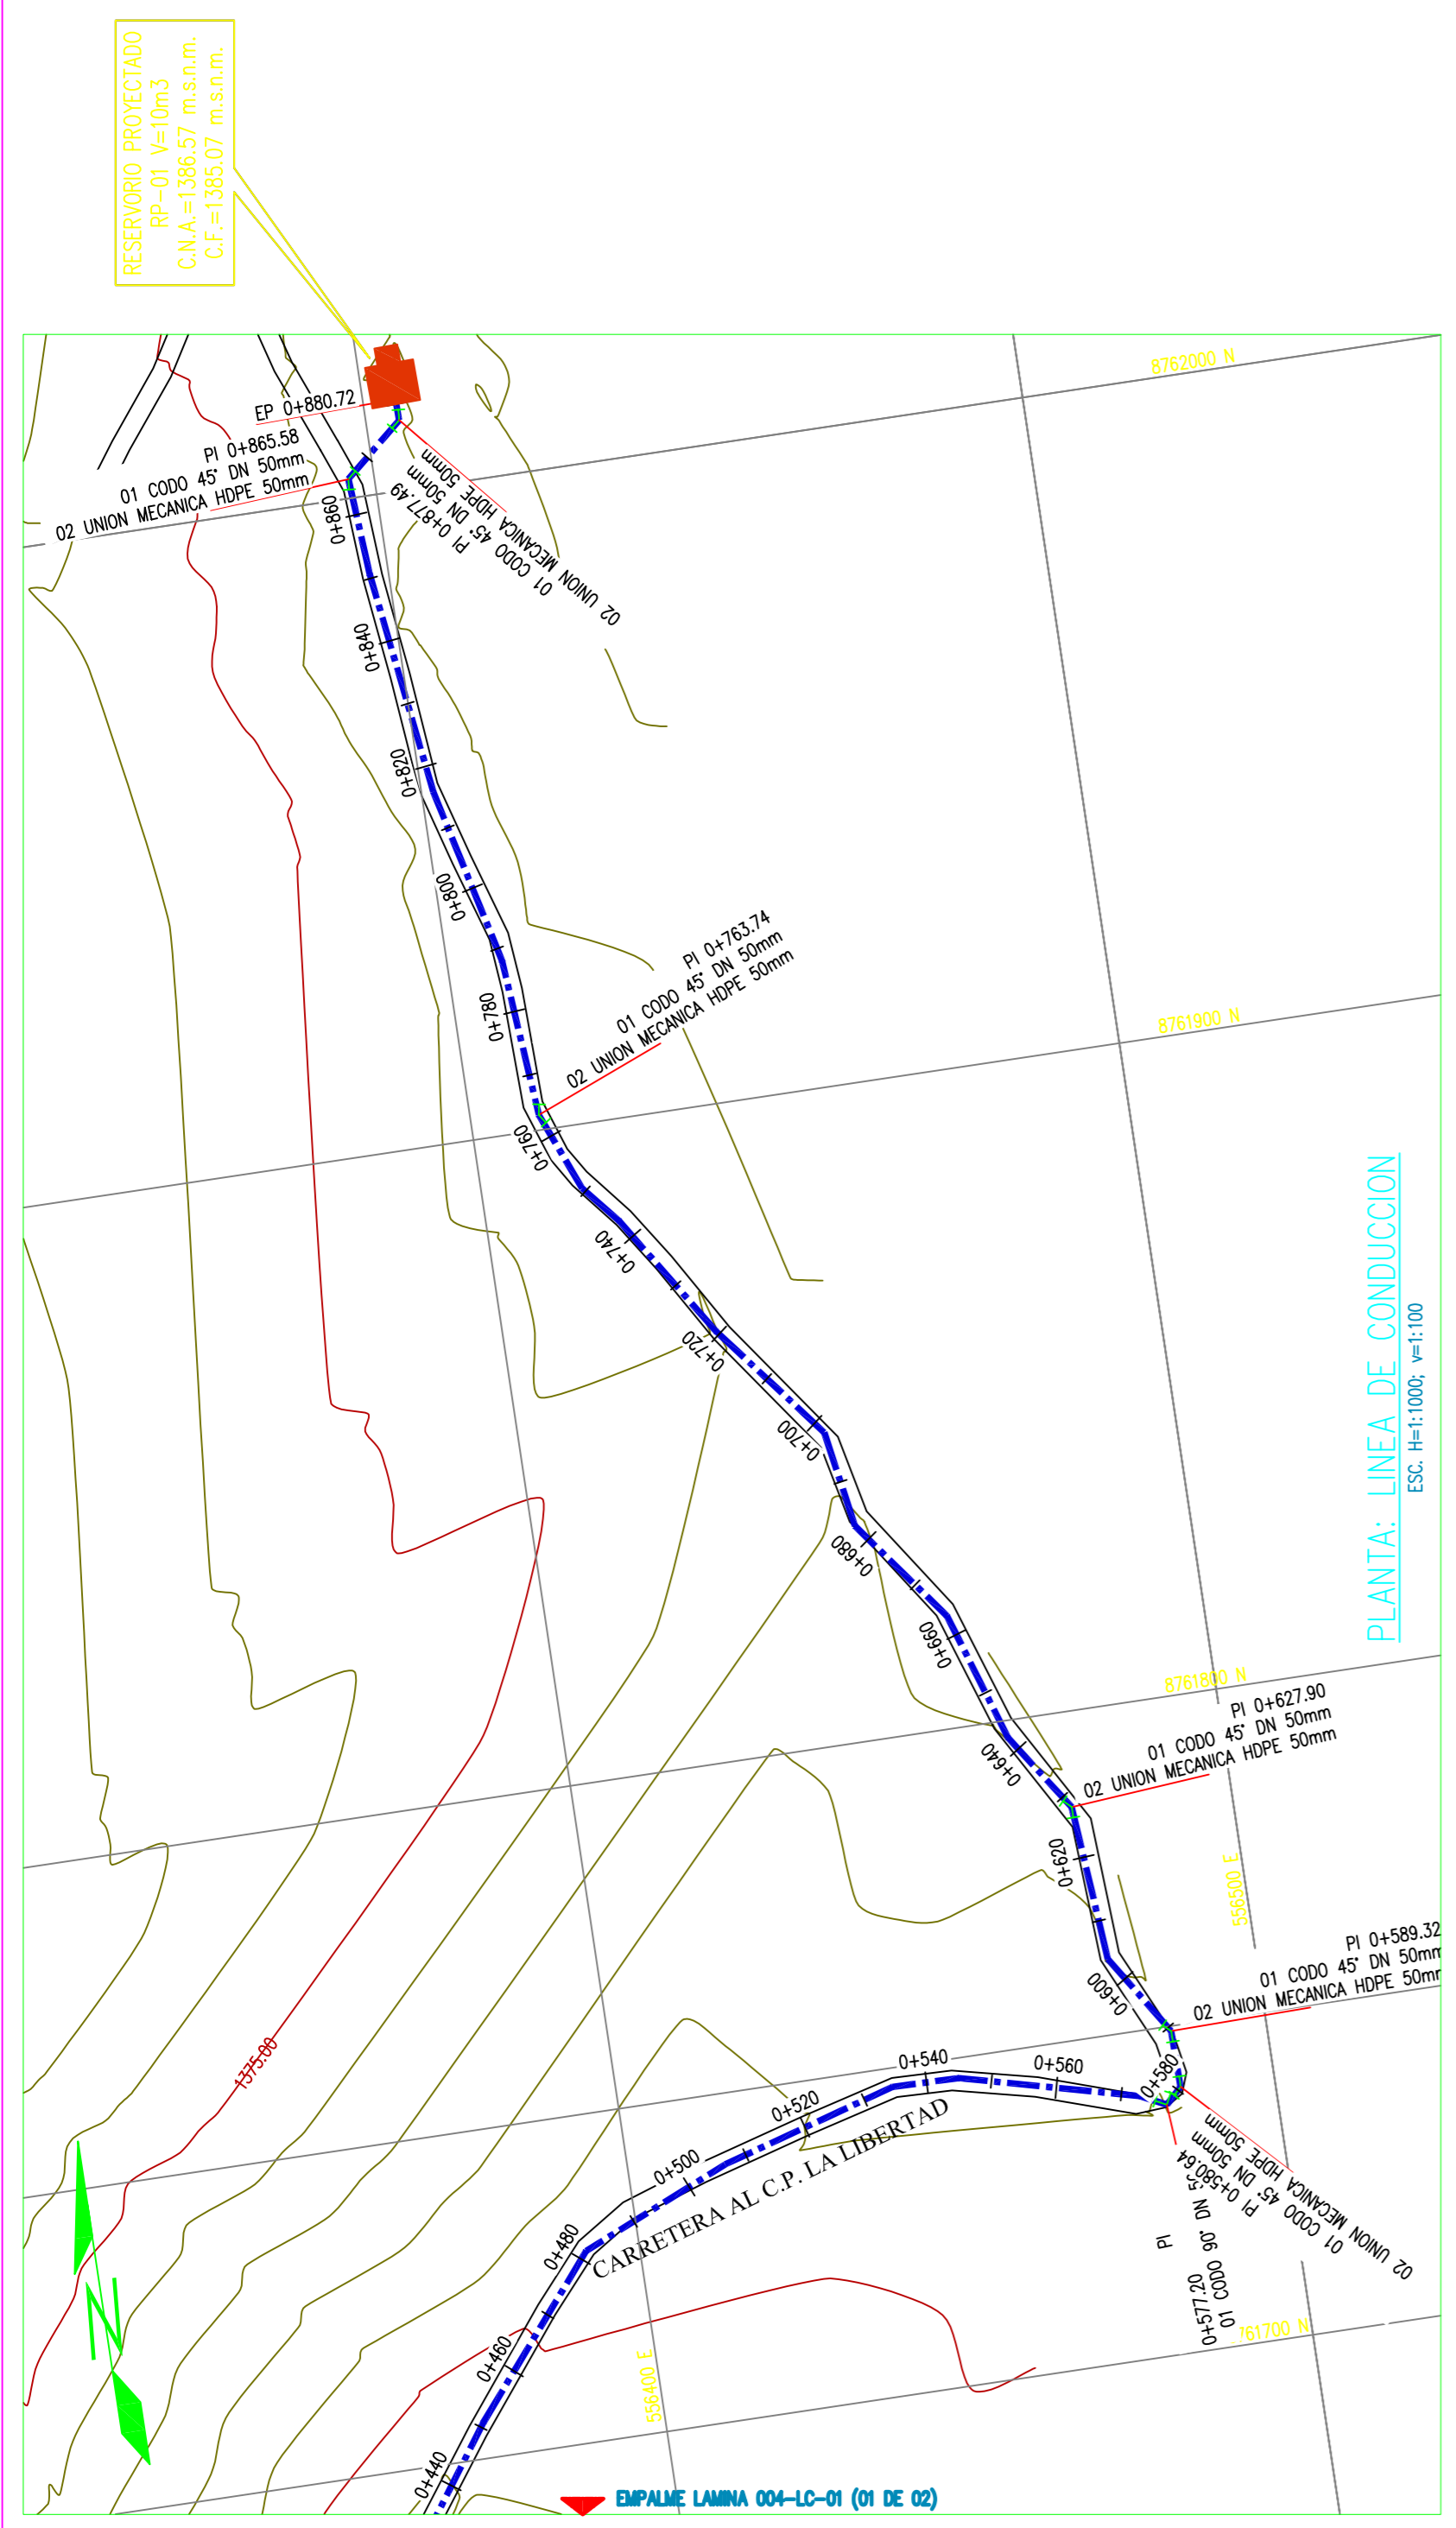 RESERVORIO PROYECTADO
RP-01 V=10m3
C.N.A.=1386.57 m.s.n.m.
C.F.=1385.07 m.s.n.m.
8762000 N
EP 0+880.72
PI 0+865.58
01 CODO 45° DN 50mm
02 UNION MECANICA HDPE 50mm
PI 0+877.49
01 CODO 45° DN 50mm
02 UNION MECANICA HDPE 50mm
0+860
0+840
0+820
0+800
0+780
PI 0+763.74
01 CODO 45° DN 50mm
02 UNION MECANICA HDPE 50mm
8761900 N
0+760
0+740
0+720
0+700
0+680
0+660
0+640
0+620
0+600
PLANTA: LINEA DE CONDUCCION
ESC. H=1:1000; v=1:100
8761800 N
PI 0+627.90
01 CODO 45° DN 50mm
02 UNION MECANICA HDPE 50mm
556500 E
PI 0+589.32
01 CODO 45° DN 50mm
02 UNION MECANICA HDPE 50mm
0+580
0+560
0+540
0+520
0+500
0+480
0+460
0+440
CARRETERA AL C.P. LA LIBERTAD
1375.00
PI 0+580.64
01 CODO 45° DN 50mm
02 UNION MECANICA HDPE 50mm
PI 0+577.20
01 CODO 90° DN
761700 N
556400 E
N
EMPALME LAMINA 004-LC-01 (01 DE 02)